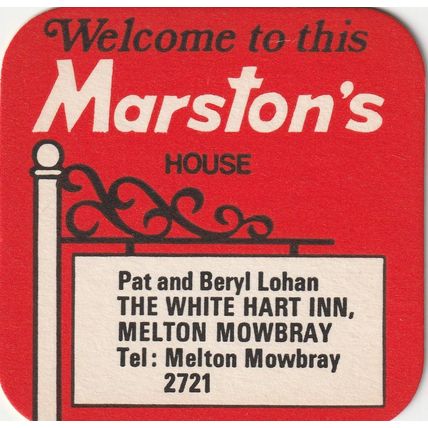 Welcome to this
Marston's
HOUSE
Pat and Beryl Lohan
THE WHITE HART INN,
MELTON MOWBRAY
Tel: Melton Mowbray
2721